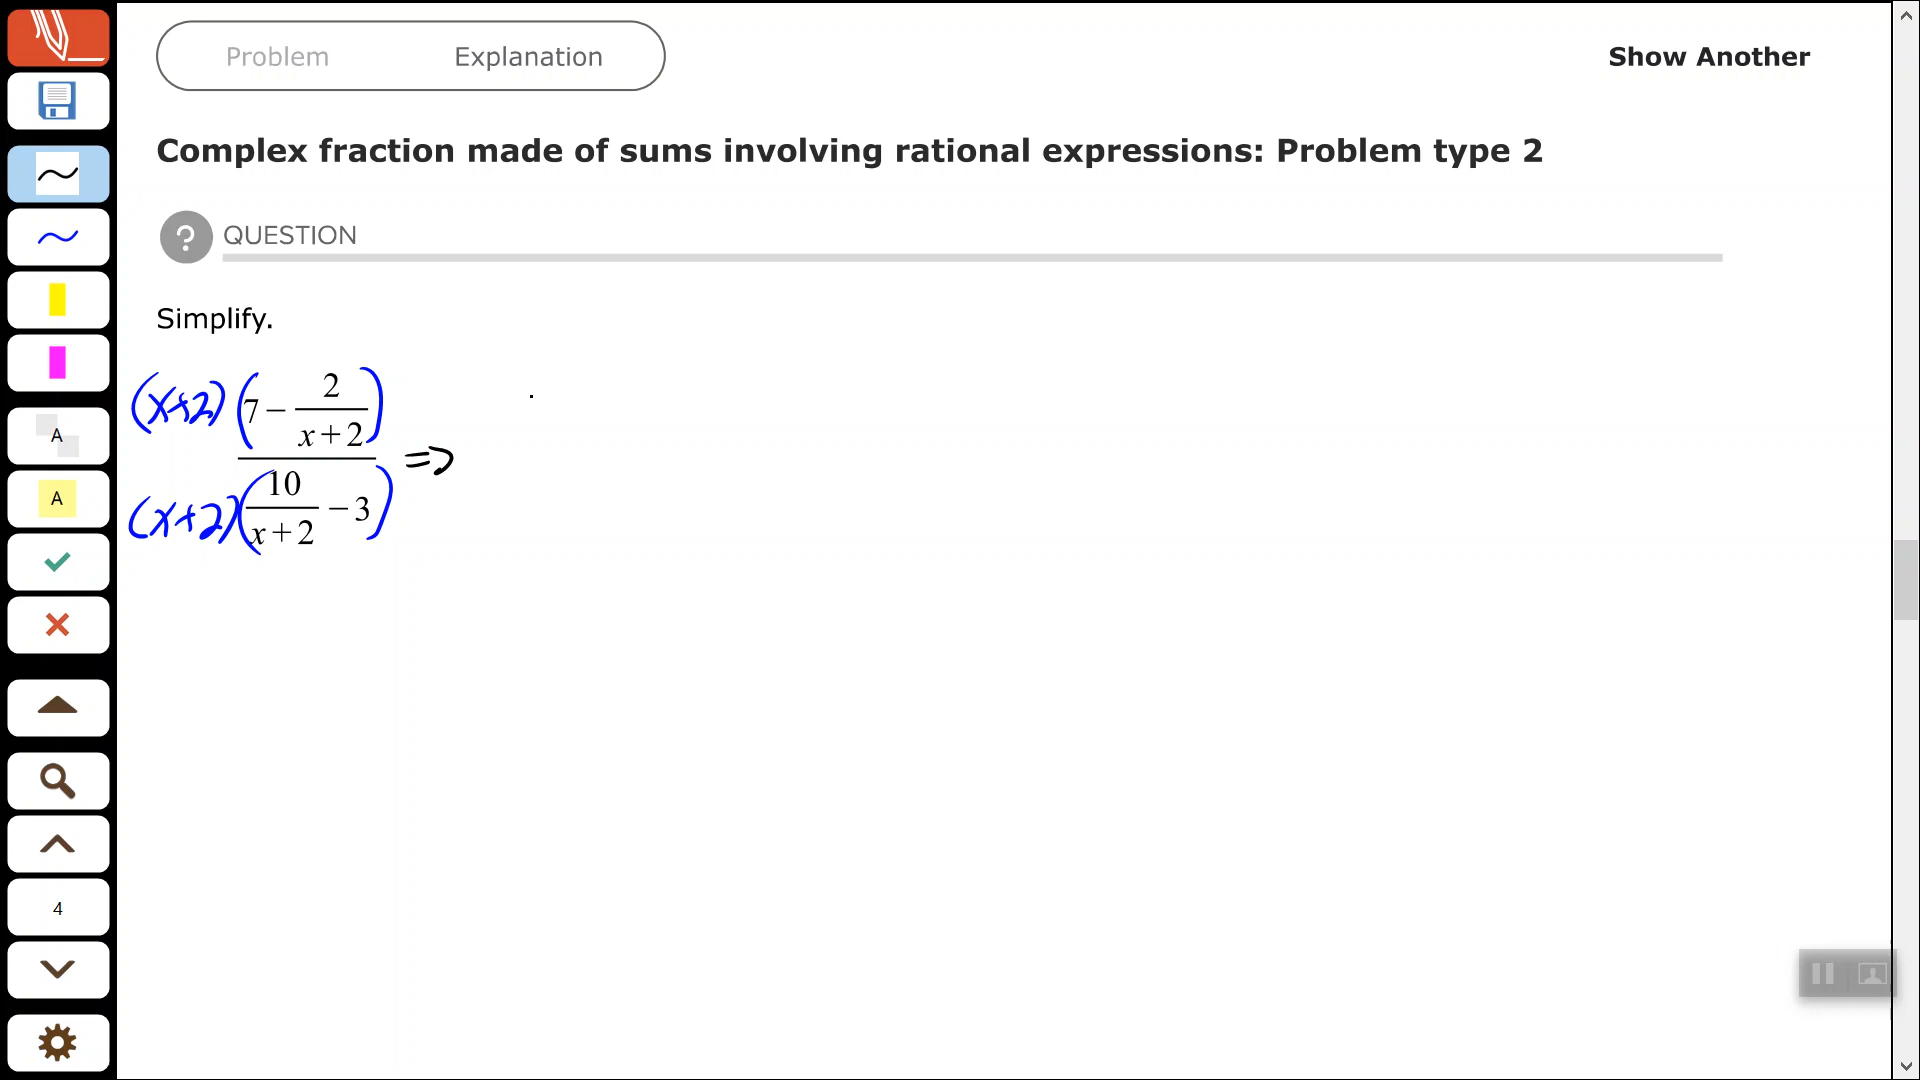 Problem Explanation Show Another
Complex fraction made of sums involving rational expressions: Problem type 2
? QUESTION
Simplify.
(x+2) (7 − 2/(x+2))
⇒
(x+2) (10/(x+2) − 3)
A
A
4